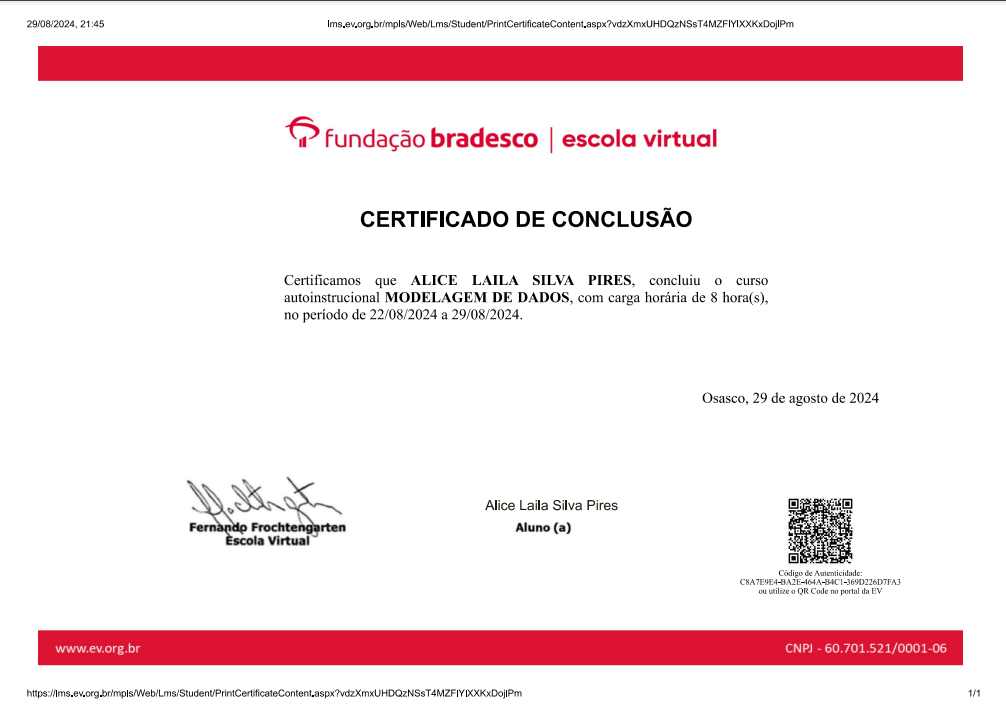 29/08/2024, 21:45
lms.ev.org.br/mpls/Web/Lms/Student/PrintCertificateContent.aspx?vdzXmxUHDQzNSsT4MZFIYIXXKxDojlPm
fundação bradesco | escola virtual
CERTIFICADO DE CONCLUSÃO
Certificamos que ALICE LAILA SILVA PIRES, concluiu o curso
autoinstrucional MODELAGEM DE DADOS, com carga horária de 8 hora(s),
no período de 22/08/2024 a 29/08/2024.
Osasco, 29 de agosto de 2024
Fernando Frochtengarten
Escola Virtual
Alice Laila Silva Pires
Aluno (a)
Código de Autenticidade:
C8A7E9E4-BA2E-464A-B4C1-369D226D7FA3
ou utilize o QR Code no portal da EV
www.ev.org.br
CNPJ - 60.701.521/0001-06
https://lms.ev.org.br/mpls/Web/Lms/Student/PrintCertificateContent.aspx?vdzXmxUHDQzNSsT4MZFIYIXXKxDojlPm
1/1